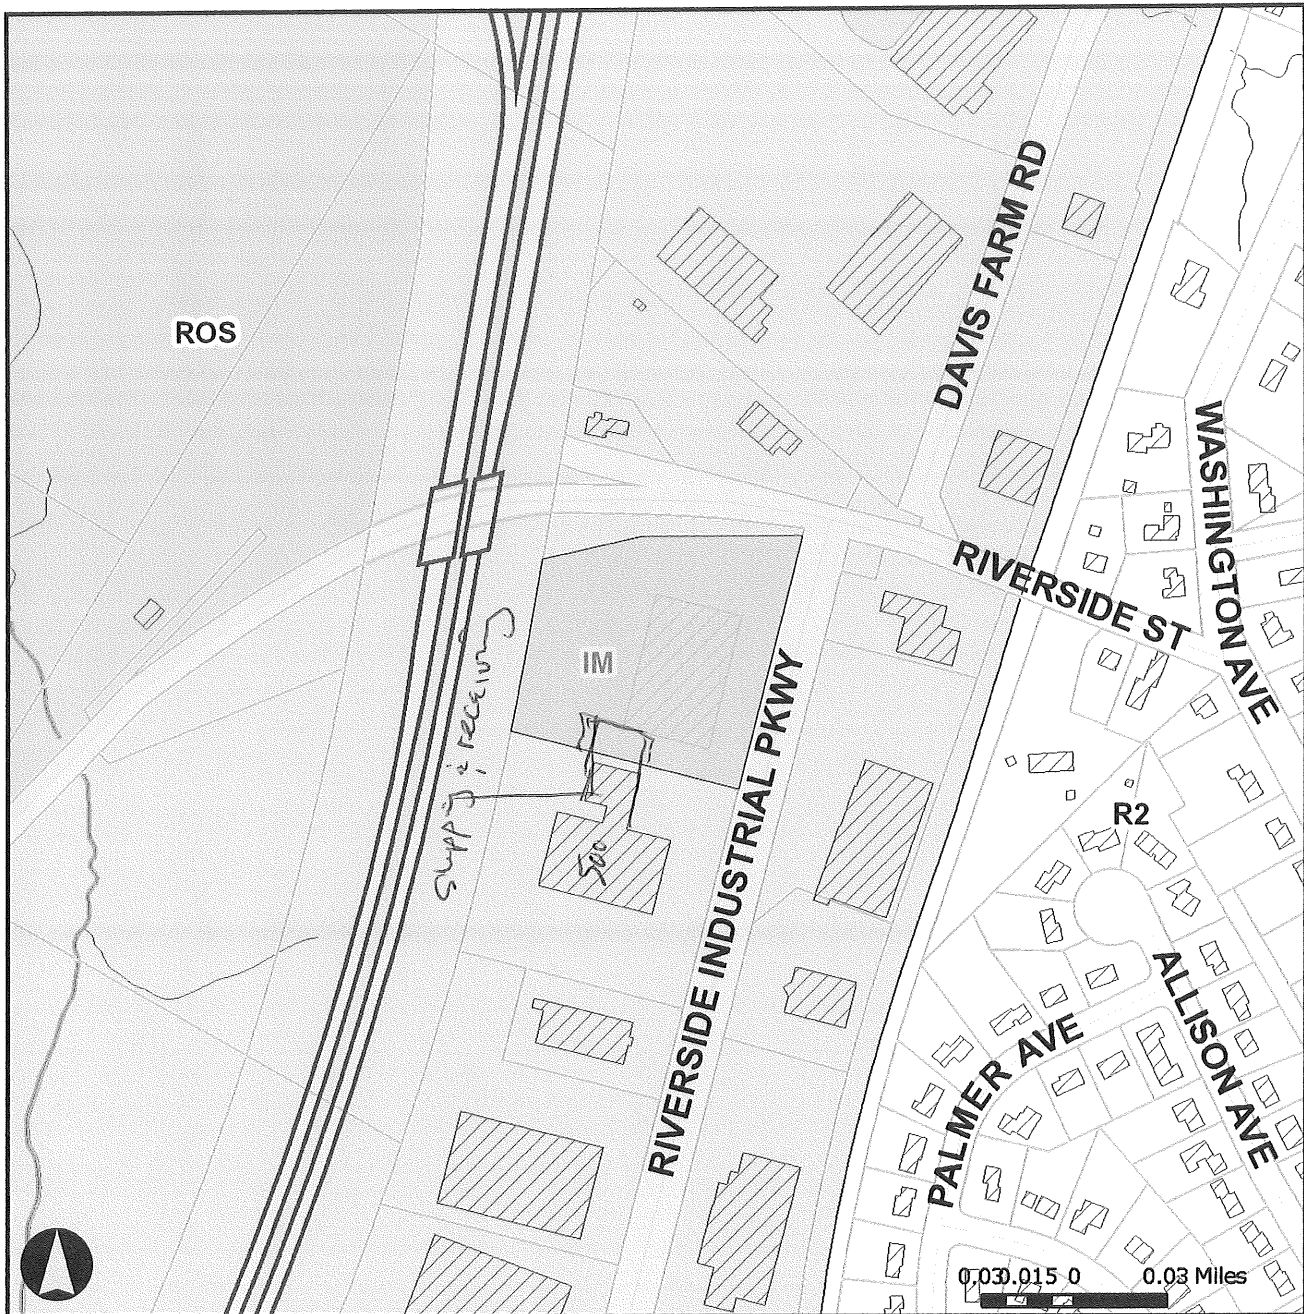 ROS
DAVIS FARM RD
WASHINGTON AVE
RIVERSIDE ST
IM
Shipping & receiving
500
RIVERSIDE INDUSTRIAL PKWY
R2
PALMER AVE
ALLISON AVE
0.03 0.015 0 0.03 Miles